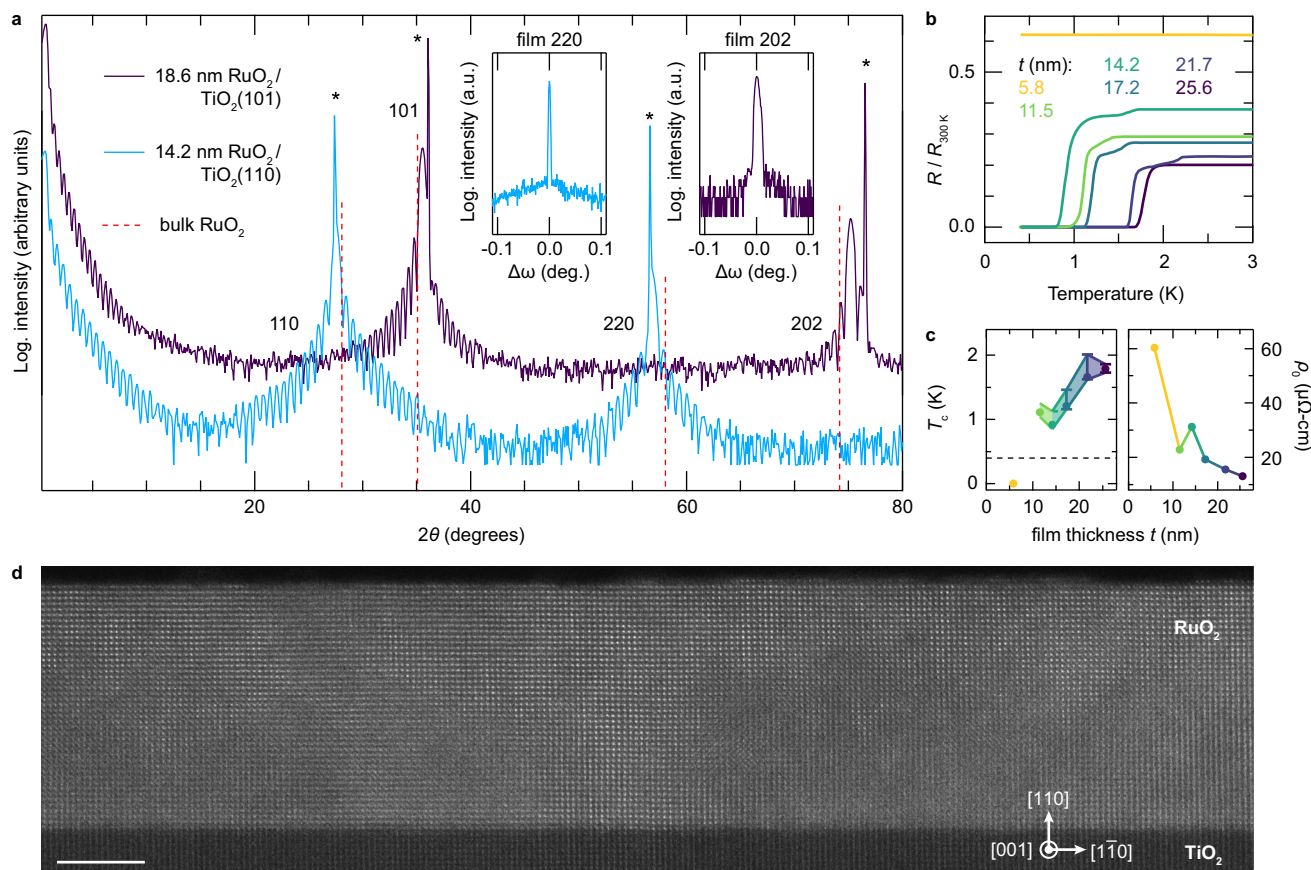 a
Log. intensity (arbitrary units)
18.6 nm RuO₂/
TiO₂(101)
14.2 nm RuO₂/
TiO₂(110)
bulk RuO₂
*
*
*
*
110
101
220
202
20
40
60
80
2θ (degrees)
film 220
Log. intensity (a.u.)
-0.1 0.0 0.1
Δω (deg.)
film 202
Log. intensity (a.u.)
-0.1 0.0 0.1
Δω (deg.)
b
R / R₃₀₀ K
0.5
0.0
t (nm): 14.2 21.7
5.8 17.2 25.6
11.5
1 2 3
Temperature (K)
c
T_c (K)
2
1
0
0 10 20
0 10 20
60
40
20
ρ₀ (μΩ-cm)
film thickness t (nm)
d
RuO₂
[110]
[001]
[11̅0]
TiO₂